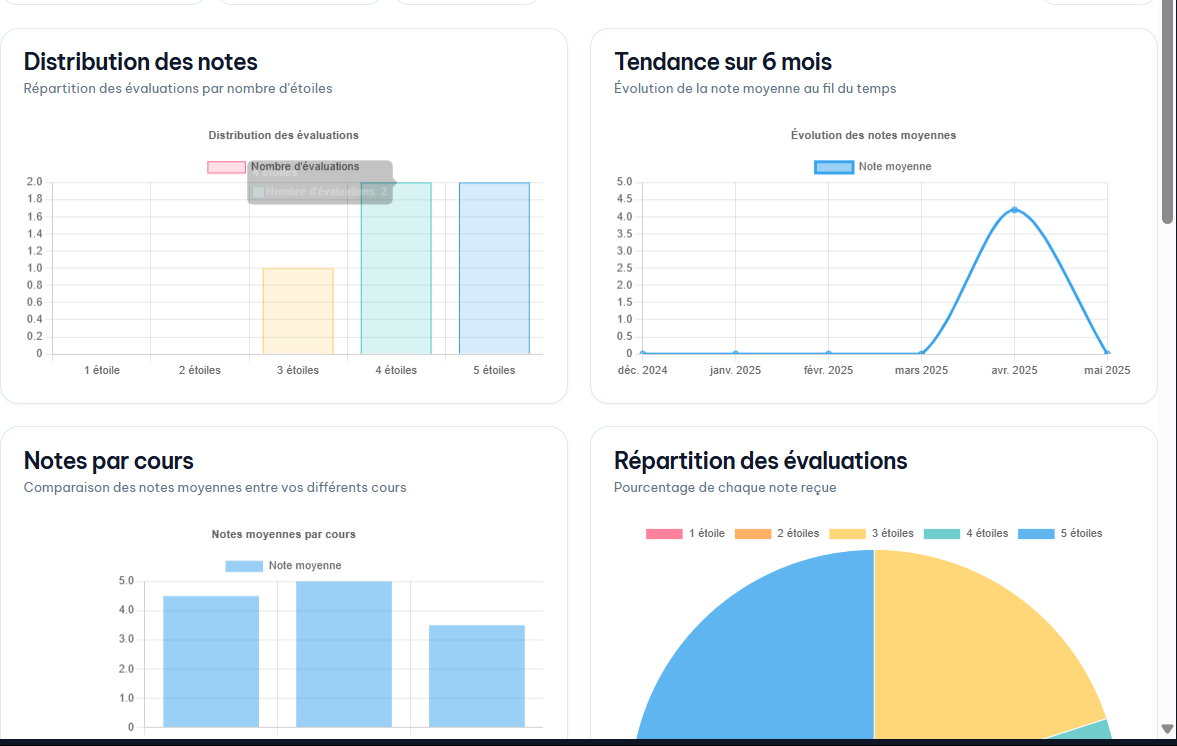 Distribution des notes
Répartition des évaluations par nombre d'étoiles
Distribution des évaluations
Nombre d'évaluations
4 étoiles
Nombre d'évaluations: 2
2.0
1.8
1.6
1.4
1.2
1.0
0.8
0.6
0.4
0.2
0
1 étoile
2 étoiles
3 étoiles
4 étoiles
5 étoiles
Tendance sur 6 mois
Évolution de la note moyenne au fil du temps
Évolution des notes moyennes
Note moyenne
5.0
4.5
4.0
3.5
3.0
2.5
2.0
1.5
1.0
0.5
0
déc. 2024
janv. 2025
févr. 2025
mars 2025
avr. 2025
mai 2025
Notes par cours
Comparaison des notes moyennes entre vos différents cours
Notes moyennes par cours
Note moyenne
5.0
4.0
3.0
2.0
1.0
0
Répartition des évaluations
Pourcentage de chaque note reçue
1 étoile
2 étoiles
3 étoiles
4 étoiles
5 étoiles